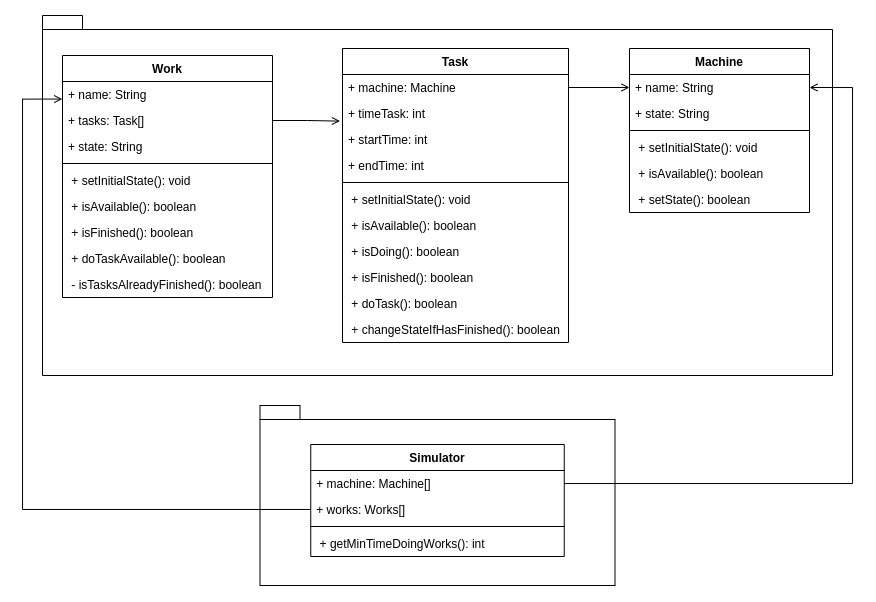 Work
+ name: String
+ tasks: Task[]
+ state: String
+ setInitialState(): void
+ isAvailable(): boolean
+ isFinished(): boolean
+ doTaskAvailable(): boolean
- isTasksAlreadyFinished(): boolean
Task
+ machine: Machine
+ timeTask: int
+ startTime: int
+ endTime: int
+ setInitialState(): void
+ isAvailable(): boolean
+ isDoing(): boolean
+ isFinished(): boolean
+ doTask(): boolean
+ changeStateIfHasFinished(): boolean
Machine
+ name: String
+ state: String
+ setInitialState(): void
+ isAvailable(): boolean
+ setState(): boolean
Simulator
+ machine: Machine[]
+ works: Works[]
+ getMinTimeDoingWorks(): int